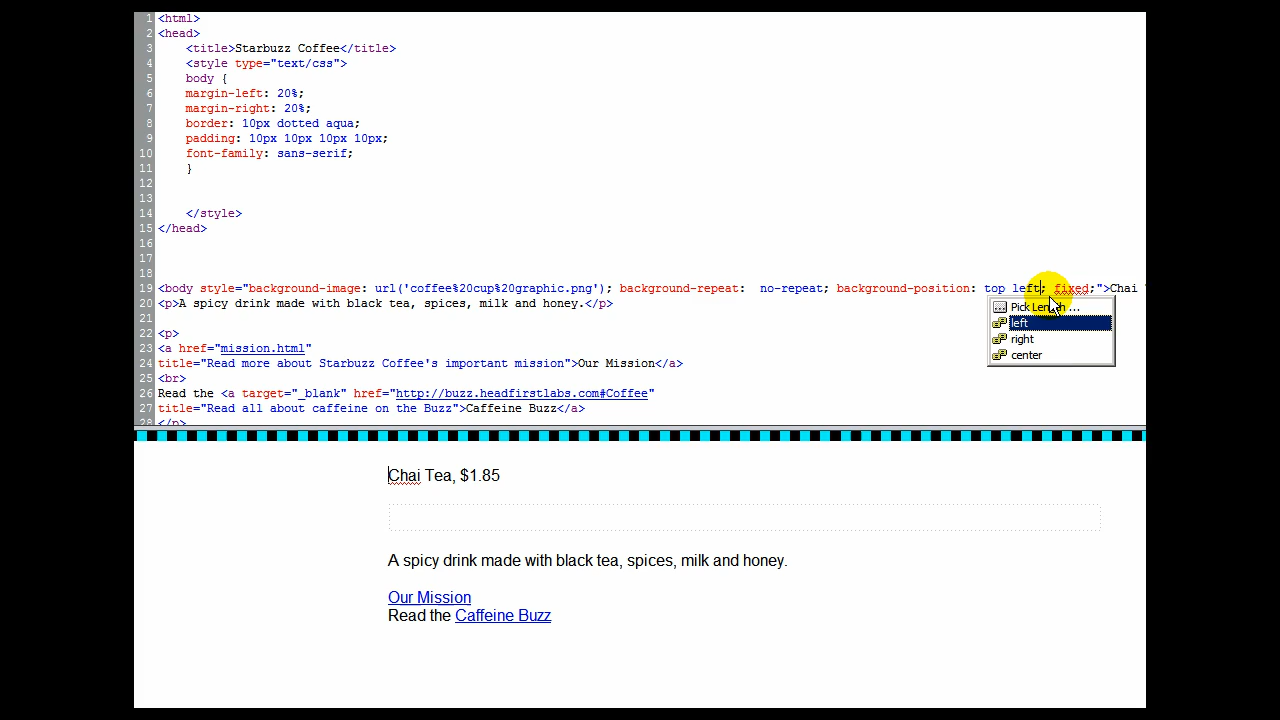 1 <html>
2 <head>
3 <title>Starbuzz Coffee</title>
4 <style type="text/css">
5 body {
6 margin-left: 20%;
7 margin-right: 20%;
8 border: 10px dotted aqua;
9 padding: 10px 10px 10px 10px;
10 font-family: sans-serif;
11 }
12
13
14 </style>
15 </head>
16
17
18
19 <body style="background-image: url('coffee%20cup%20graphic.png'); background-repeat:  no-repeat; background-position: top left; fixed;">Chai
20 <p>A spicy drink made with black tea, spices, milk and honey.</p>
Pick Length ...
21
left
22 <p>
right
23 <a href="mission.html"
center
24 title="Read more about Starbuzz Coffee's important mission">Our Mission</a>
25 <br>
26 Read the <a target="_blank" href="http://buzz.headfirstlabs.com#Coffee"
27 title="Read all about caffeine on the Buzz">Caffeine Buzz</a>
28 </p>
Chai Tea, $1.85
A spicy drink made with black tea, spices, milk and honey.
Our Mission
Read the Caffeine Buzz